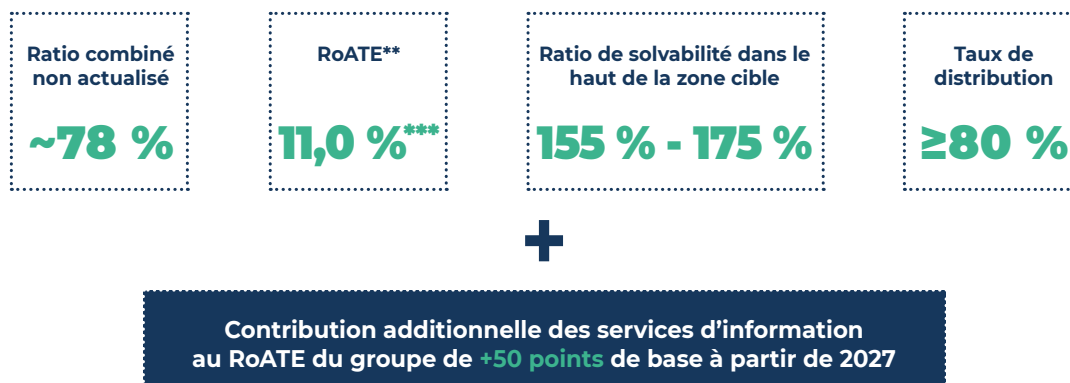 Ratio combiné
non actualisé
~78 %
RoATE**
11,0 %***
Ratio de solvabilité dans le
haut de la zone cible
155 % - 175 %
Taux de
distribution
≥80 %
+
Contribution additionnelle des services d’information
au RoATE du groupe de +50 points de base à partir de 2027